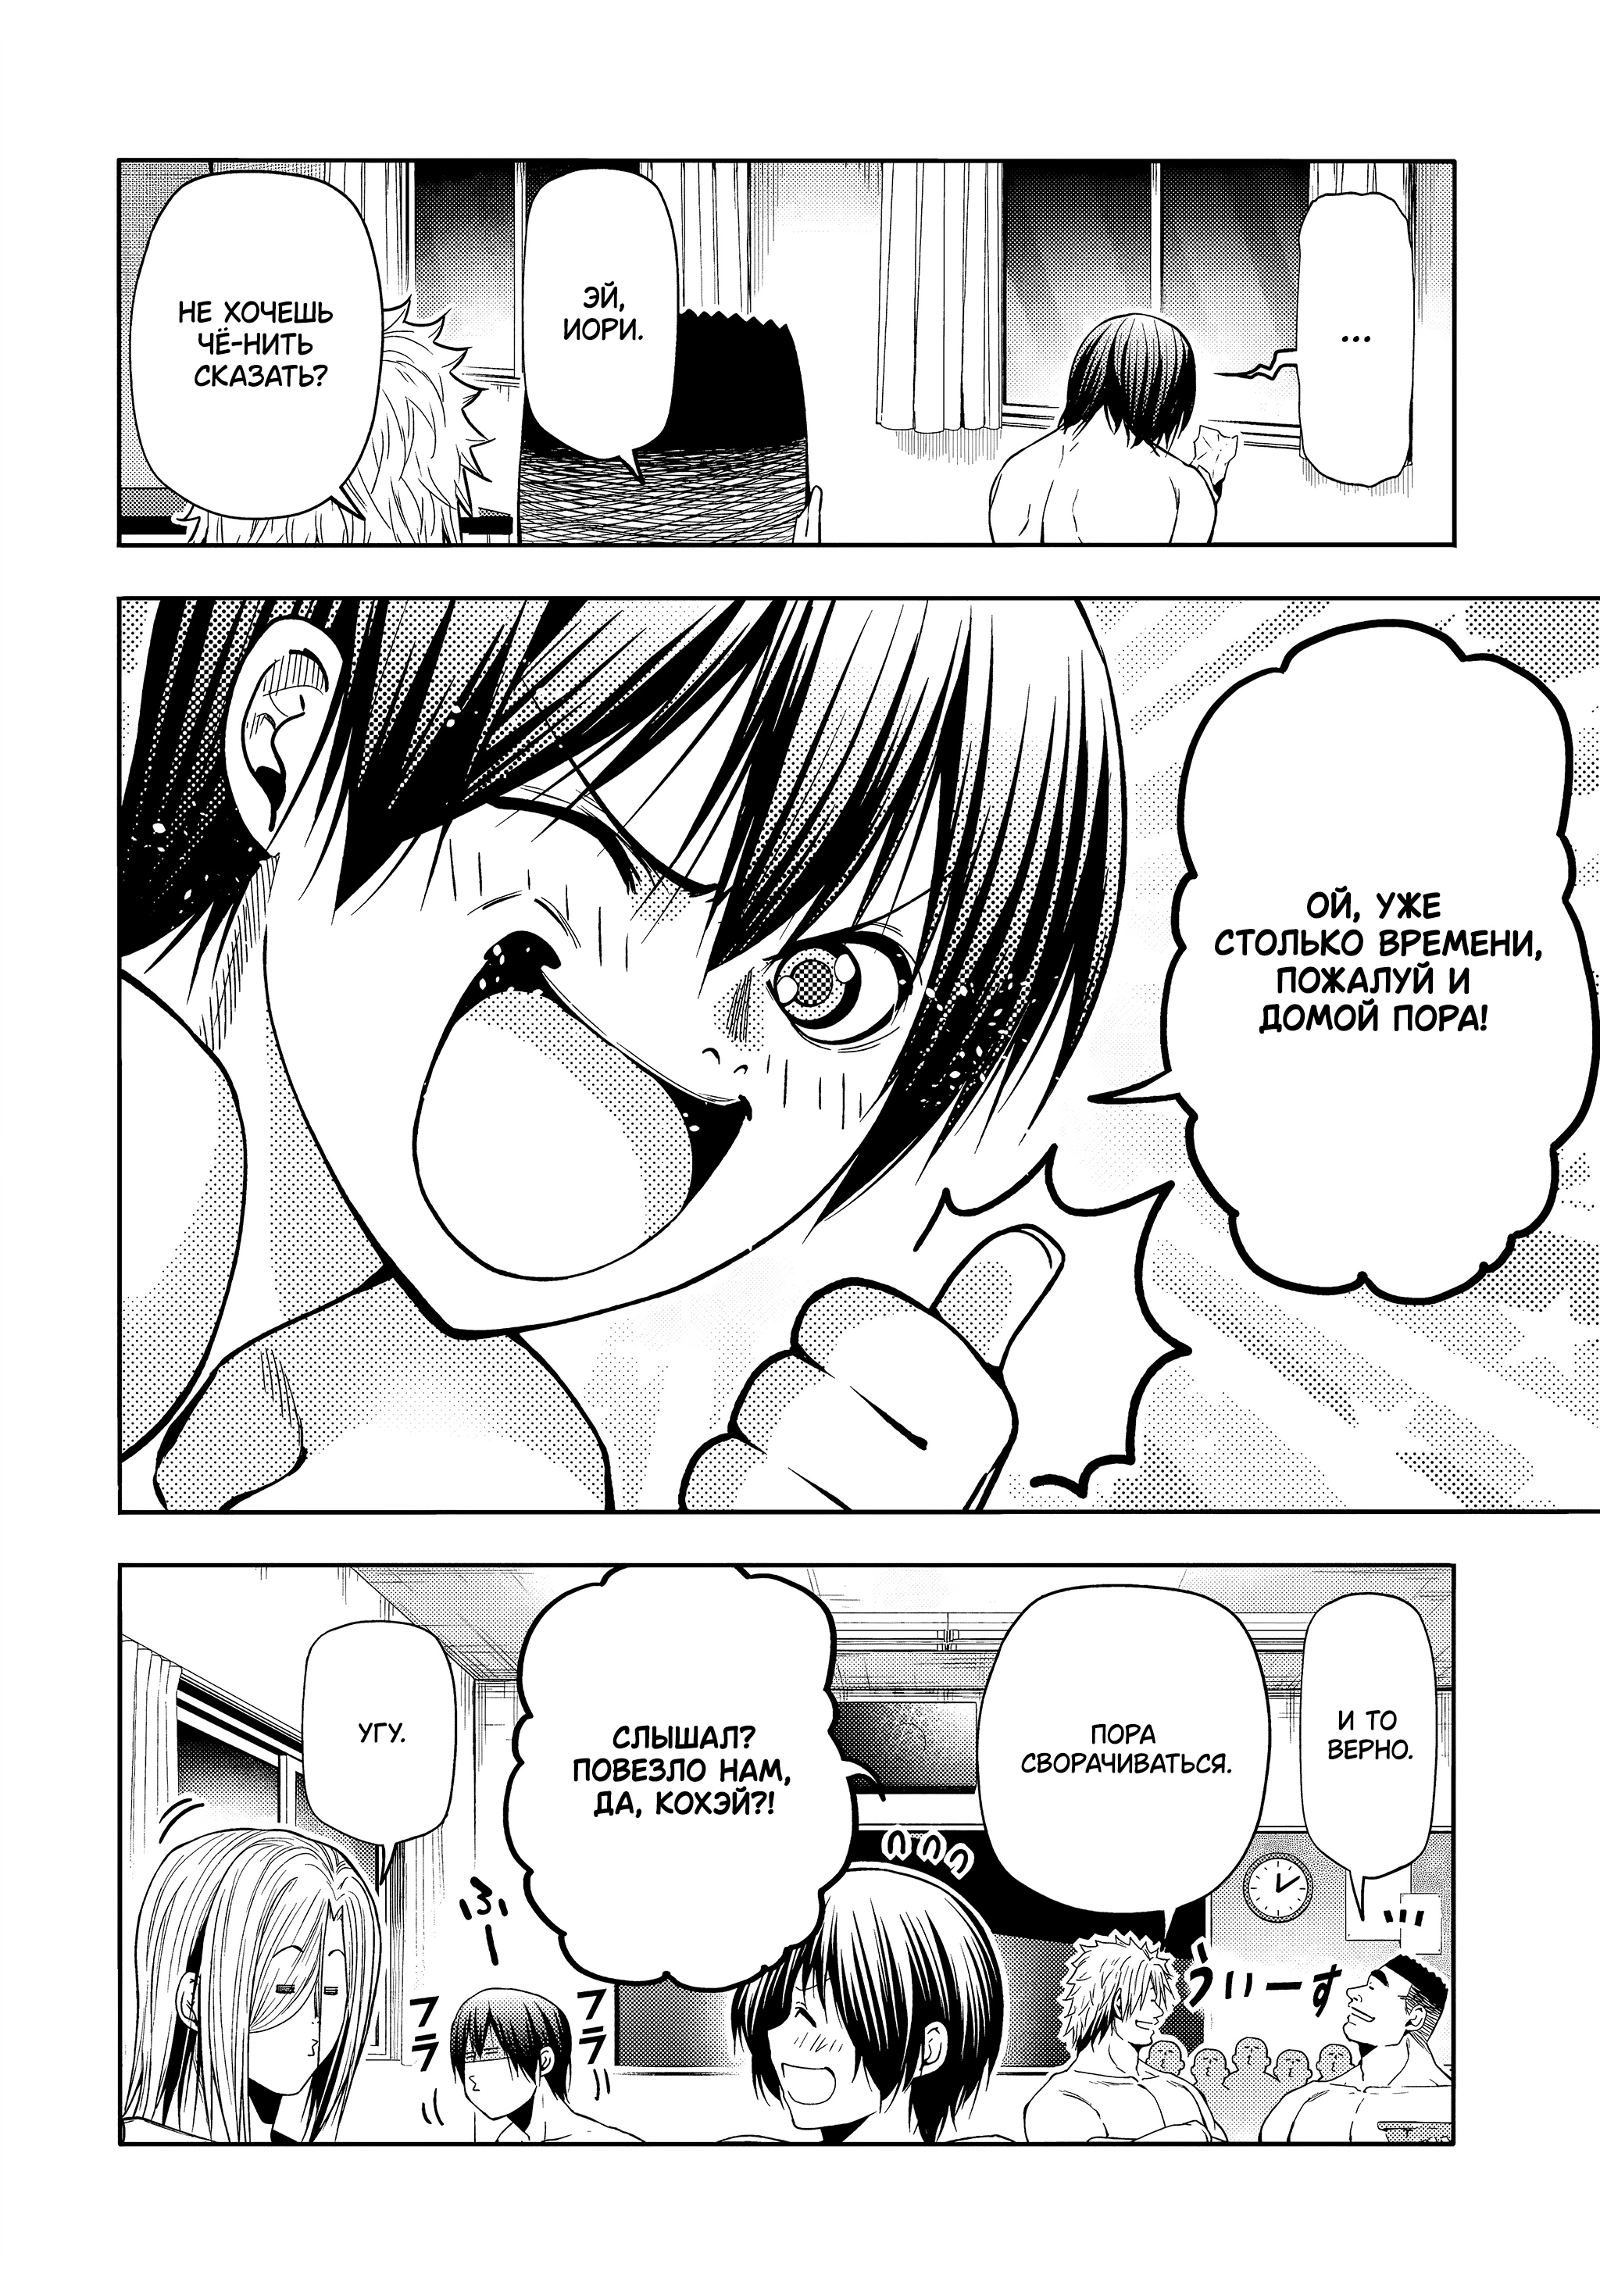 ...
ЭЙ,
ИОРИ.
НЕ ХОЧЕШЬ
ЧЁ-НИТЬ
СКАЗАТЬ?
ОЙ, УЖЕ
СТОЛЬКО ВРЕМЕНИ,
ПОЖАЛУЙ И
ДОМОЙ ПОРА!
И ТО
ВЕРНО.
ПОРА
СВОРАЧИВАТЬСЯ.
うぃーす
СЛЫШАЛ?
ПОВЕЗЛО НАМ,
ДА, КОХЭЙ?!
フラ
フラ
ふー
УГУ.